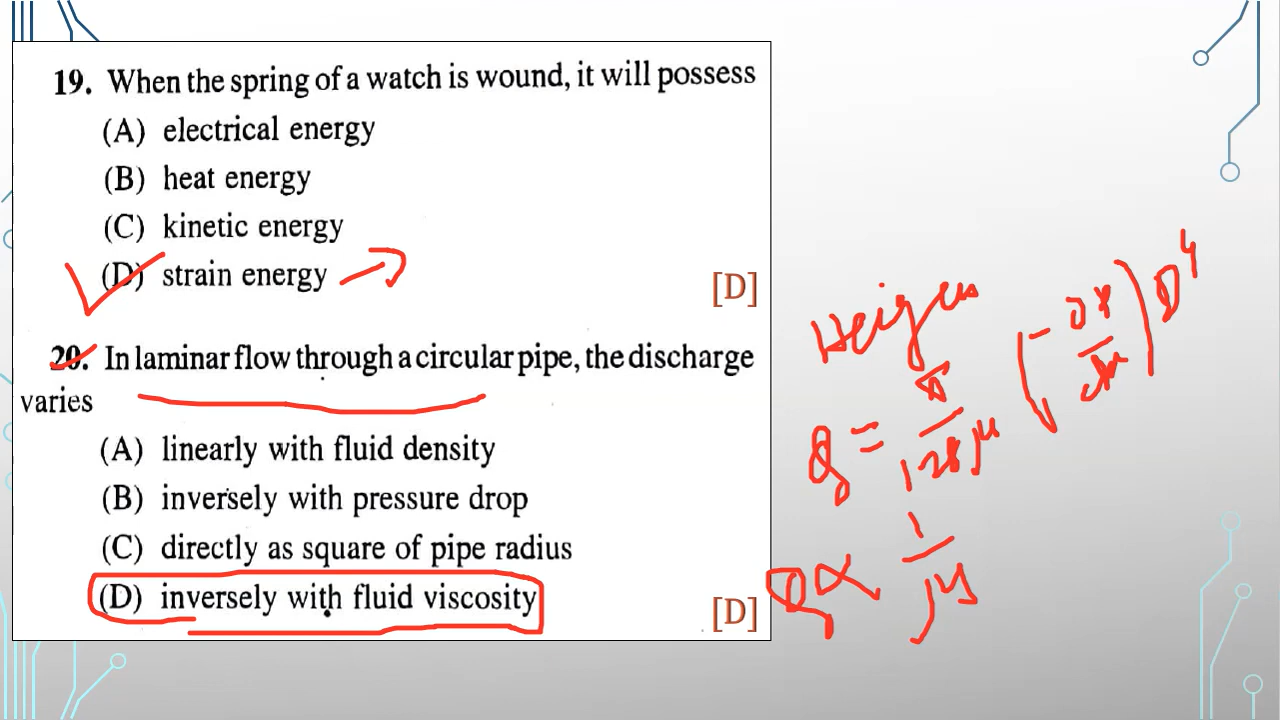 19. When the spring of a watch is wound, it will possess
(A) electrical energy
(B) heat energy
(C) kinetic energy
(D) strain energy
[D]
20. In laminar flow through a circular pipe, the discharge
varies
(A) linearly with fluid density
(B) inversely with pressure drop
(C) directly as square of pipe radius
(D) inversely with fluid viscosity
[D]
Q = π/128μ (-∂P/∂x) D⁴
Q ∝ 1/μ